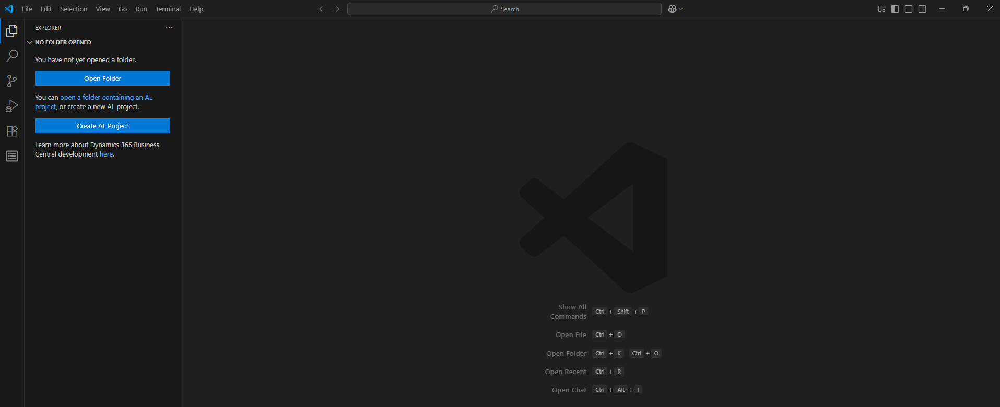 File Edit Selection View Go Run Terminal Help
Search
EXPLORER
NO FOLDER OPENED
You have not yet opened a folder.
Open Folder
You can open a folder containing an AL
project, or create a new AL project.
Create AL Project
Learn more about Dynamics 365 Business
Central development here.
Show All
Commands
Ctrl + Shift + P
Open File Ctrl + O
Open Folder Ctrl + K Ctrl + O
Open Recent Ctrl + R
Open Chat Ctrl + Alt + I